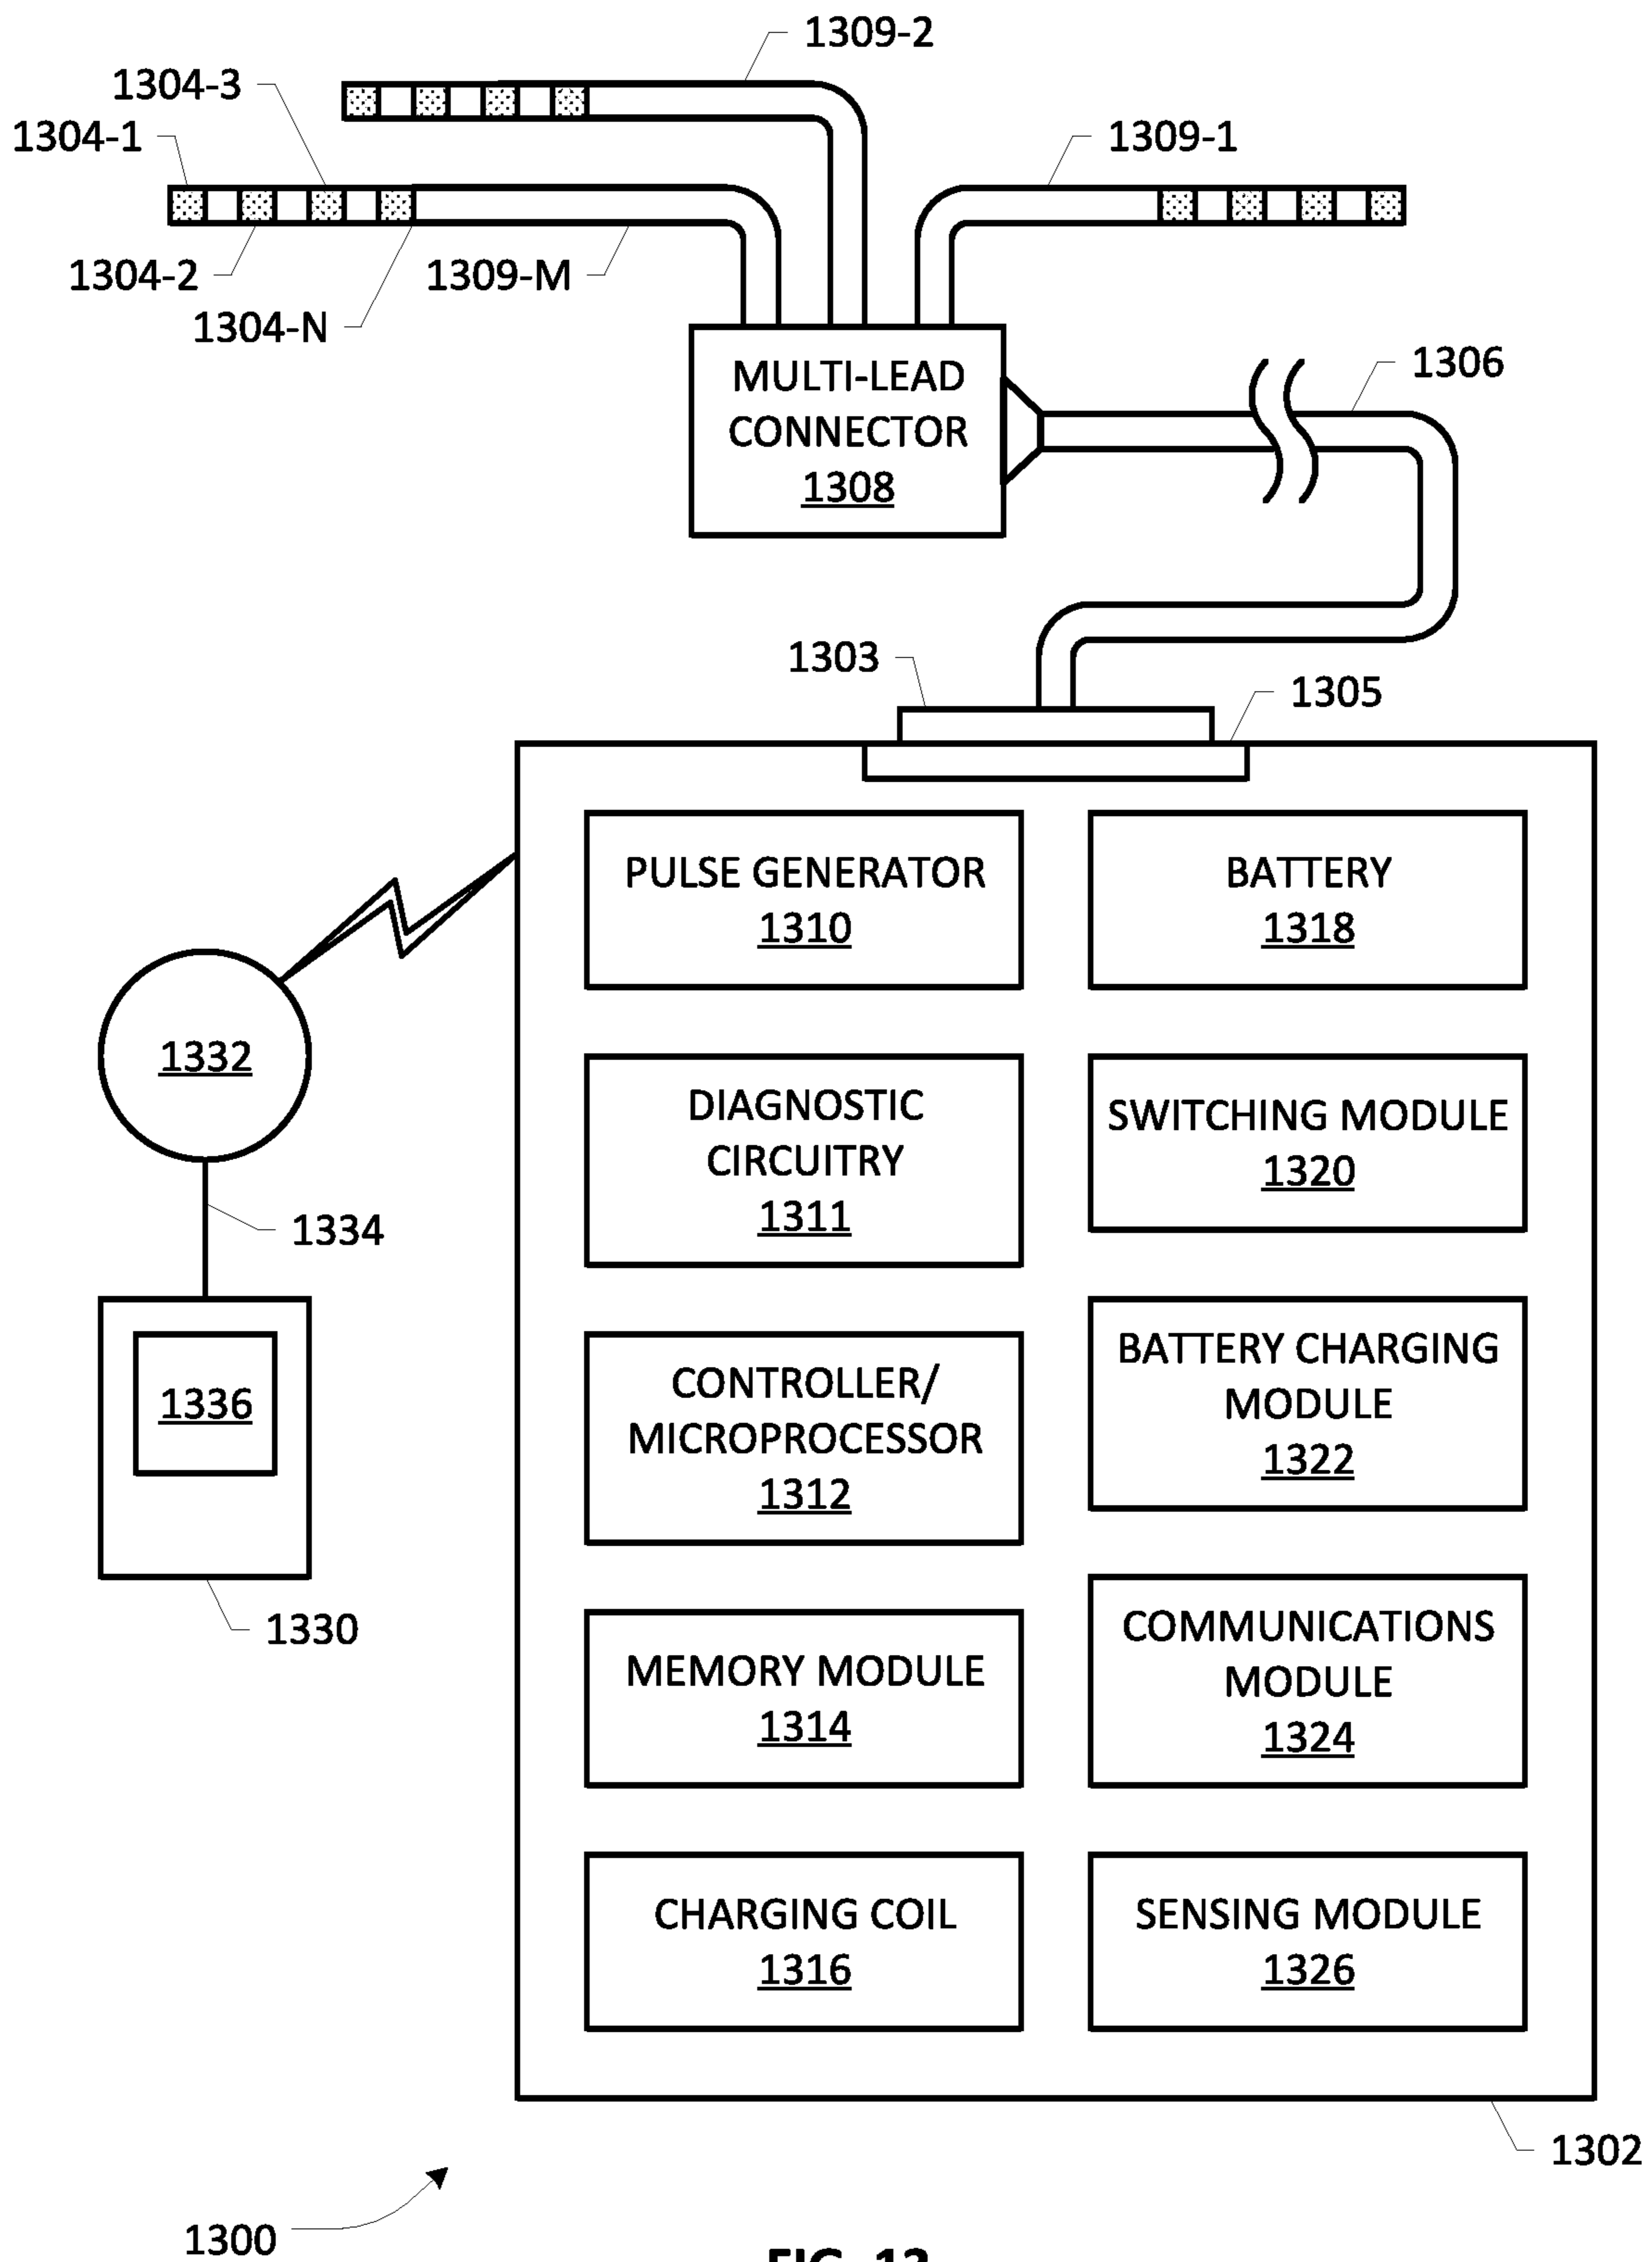 1309-2
1304-3
1304-1
1309-1
1304-2
1309-M
1304-N
MULTI-LEAD
CONNECTOR
1308
1306
1303
1305
PULSE GENERATOR
1310
BATTERY
1318
1332
DIAGNOSTIC
CIRCUITRY
1311
SWITCHING MODULE
1320
1334
1336
CONTROLLER/
MICROPROCESSOR
1312
BATTERY CHARGING
MODULE
1322
1330
MEMORY MODULE
1314
COMMUNICATIONS
MODULE
1324
CHARGING COIL
1316
SENSING MODULE
1326
1302
1300
FIG. 13